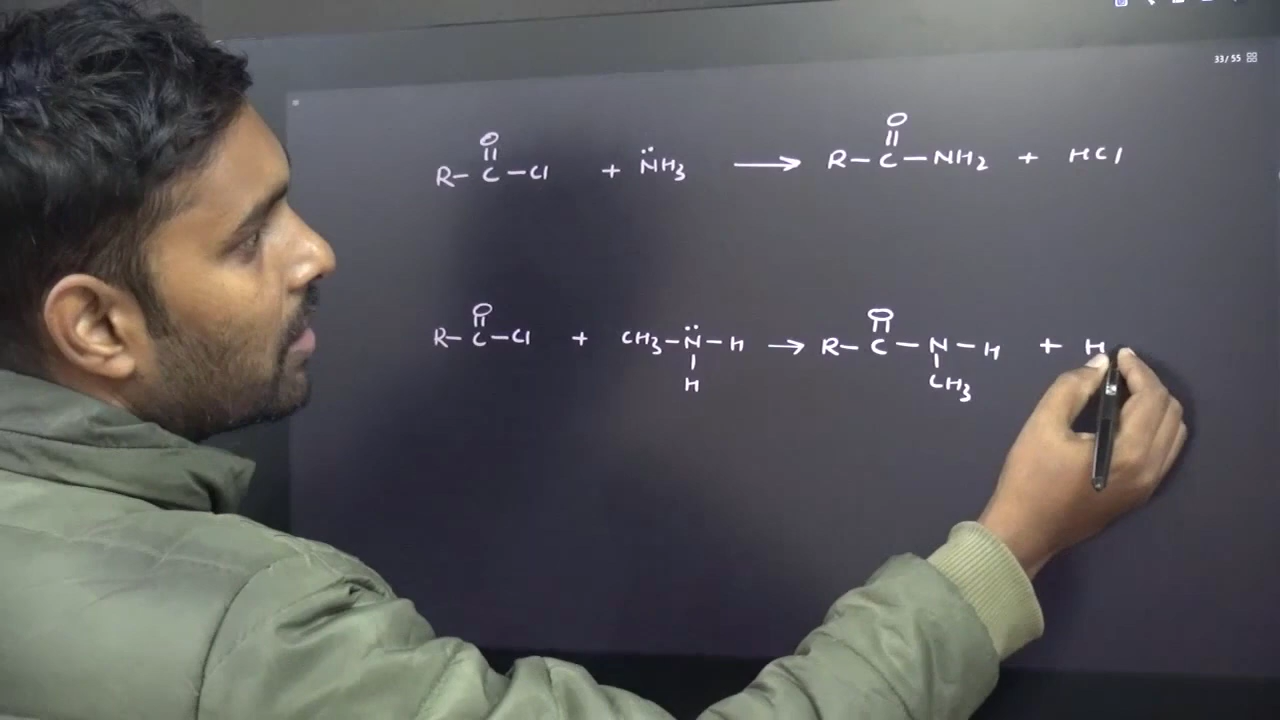 33/55
O
||
R-C-Cl + N̈H₃ ⟶ R-C-NH₂ + HCl
O
||
R-C-Cl + CH₃-N̈-H → R-C-N-H + H
|
H
CH₃